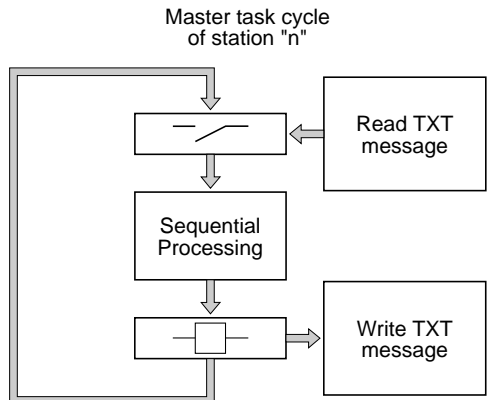 Master task cycle
of station "n"
Read TXT
message
Sequential
Processing
Write TXT
message